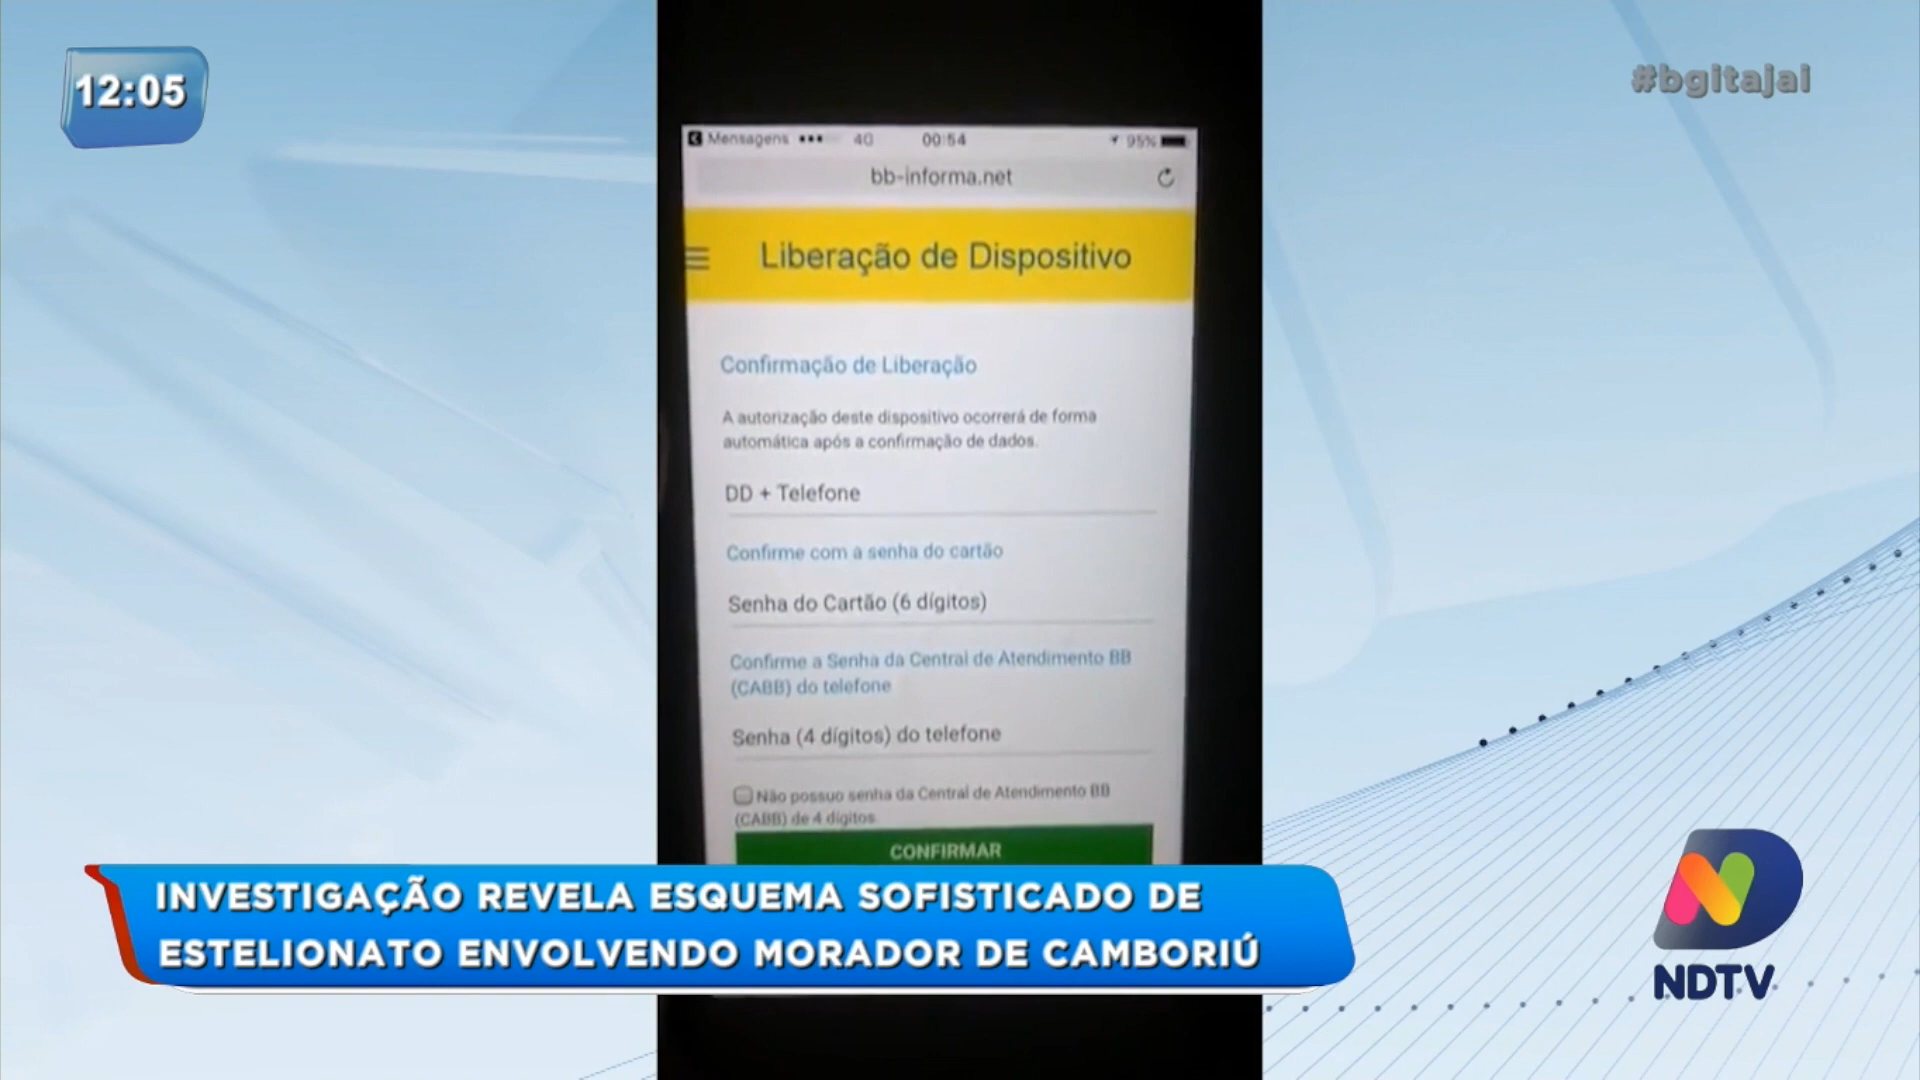 12:05
#bgitajai
Mensagens 4G 00:54 95%
bb-informa.net
Liberação de Dispositivo
Confirmação de Liberação
A autorização deste dispositivo ocorrerá de forma
automática após a confirmação de dados.
DD + Telefone
Confirme com a senha do cartão
Senha do Cartão (6 dígitos)
Confirme a Senha da Central de Atendimento BB
(CABB) do telefone
Senha (4 dígitos) do telefone
Não possuo senha da Central de Atendimento BB
(CABB) de 4 dígitos
CONFIRMAR
INVESTIGAÇÃO REVELA ESQUEMA SOFISTICADO DE
ESTELIONATO ENVOLVENDO MORADOR DE CAMBORIÚ
NDTV